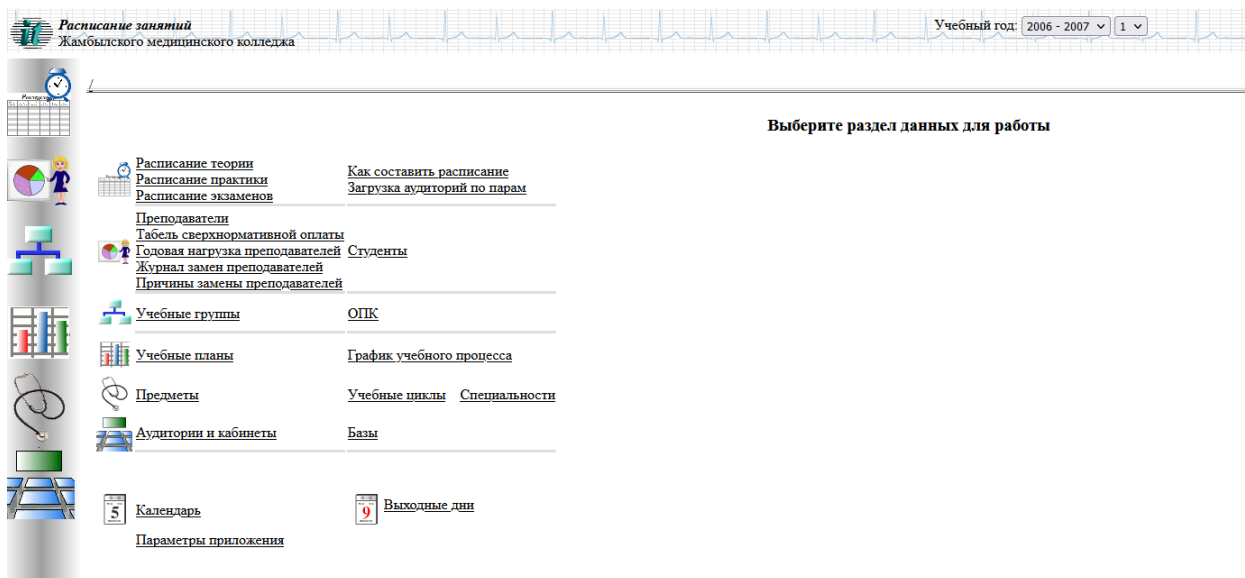 Расписание занятий
Жамбылского медицинского колледжа
Учебный год: 2006 - 2007 1
/
Выберите раздел данных для работы
Расписание теории
Расписание практики
Расписание экзаменов
Как составить расписание
Загрузка аудиторий по парам
Преподаватели
Табель сверхнормативной оплаты
Годовая нагрузка преподавателей
Журнал замен преподавателей
Причины замены преподавателей
Студенты
Учебные группы
ОПК
Учебные планы
График учебного процесса
Предметы
Учебные циклы Специальности
Аудитории и кабинеты
Базы
5
Календарь
9
Выходные дни
Параметры приложения